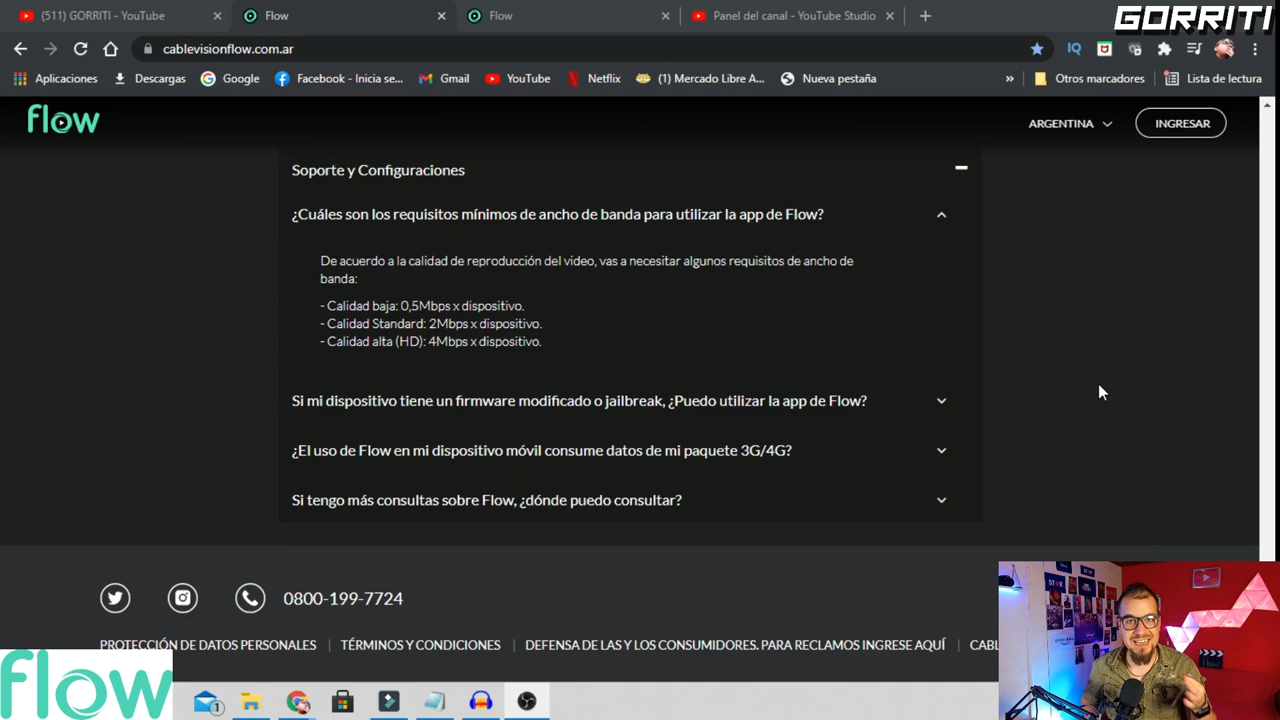 (511) GORRITI - YouTube
Flow
Flow
Panel del canal - YouTube Studio
GORRITI
cablevisionflow.com.ar
IQ
Aplicaciones
Descargas
Google
Facebook - Inicia se...
Gmail
YouTube
Netflix
(1) Mercado Libre A...
Nueva pestaña
»
Otros marcadores
Lista de lectura
flow
ARGENTINA
INGRESAR
Soporte y Configuraciones
¿Cuáles son los requisitos mínimos de ancho de banda para utilizar la app de Flow?
De acuerdo a la calidad de reproducción del video, vas a necesitar algunos requisitos de ancho de
banda:
- Calidad baja: 0,5Mbps x dispositivo.
- Calidad Standard: 2Mbps x dispositivo.
- Calidad alta (HD): 4Mbps x dispositivo.
Si mi dispositivo tiene un firmware modificado o jailbreak, ¿Puedo utilizar la app de Flow?
¿El uso de Flow en mi dispositivo móvil consume datos de mi paquete 3G/4G?
Si tengo más consultas sobre Flow, ¿dónde puedo consultar?
0800-199-7724
PROTECCIÓN DE DATOS PERSONALES
TÉRMINOS Y CONDICIONES
DEFENSA DE LAS Y LOS CONSUMIDORES. PARA RECLAMOS INGRESE AQUÍ
CABL
flow
1